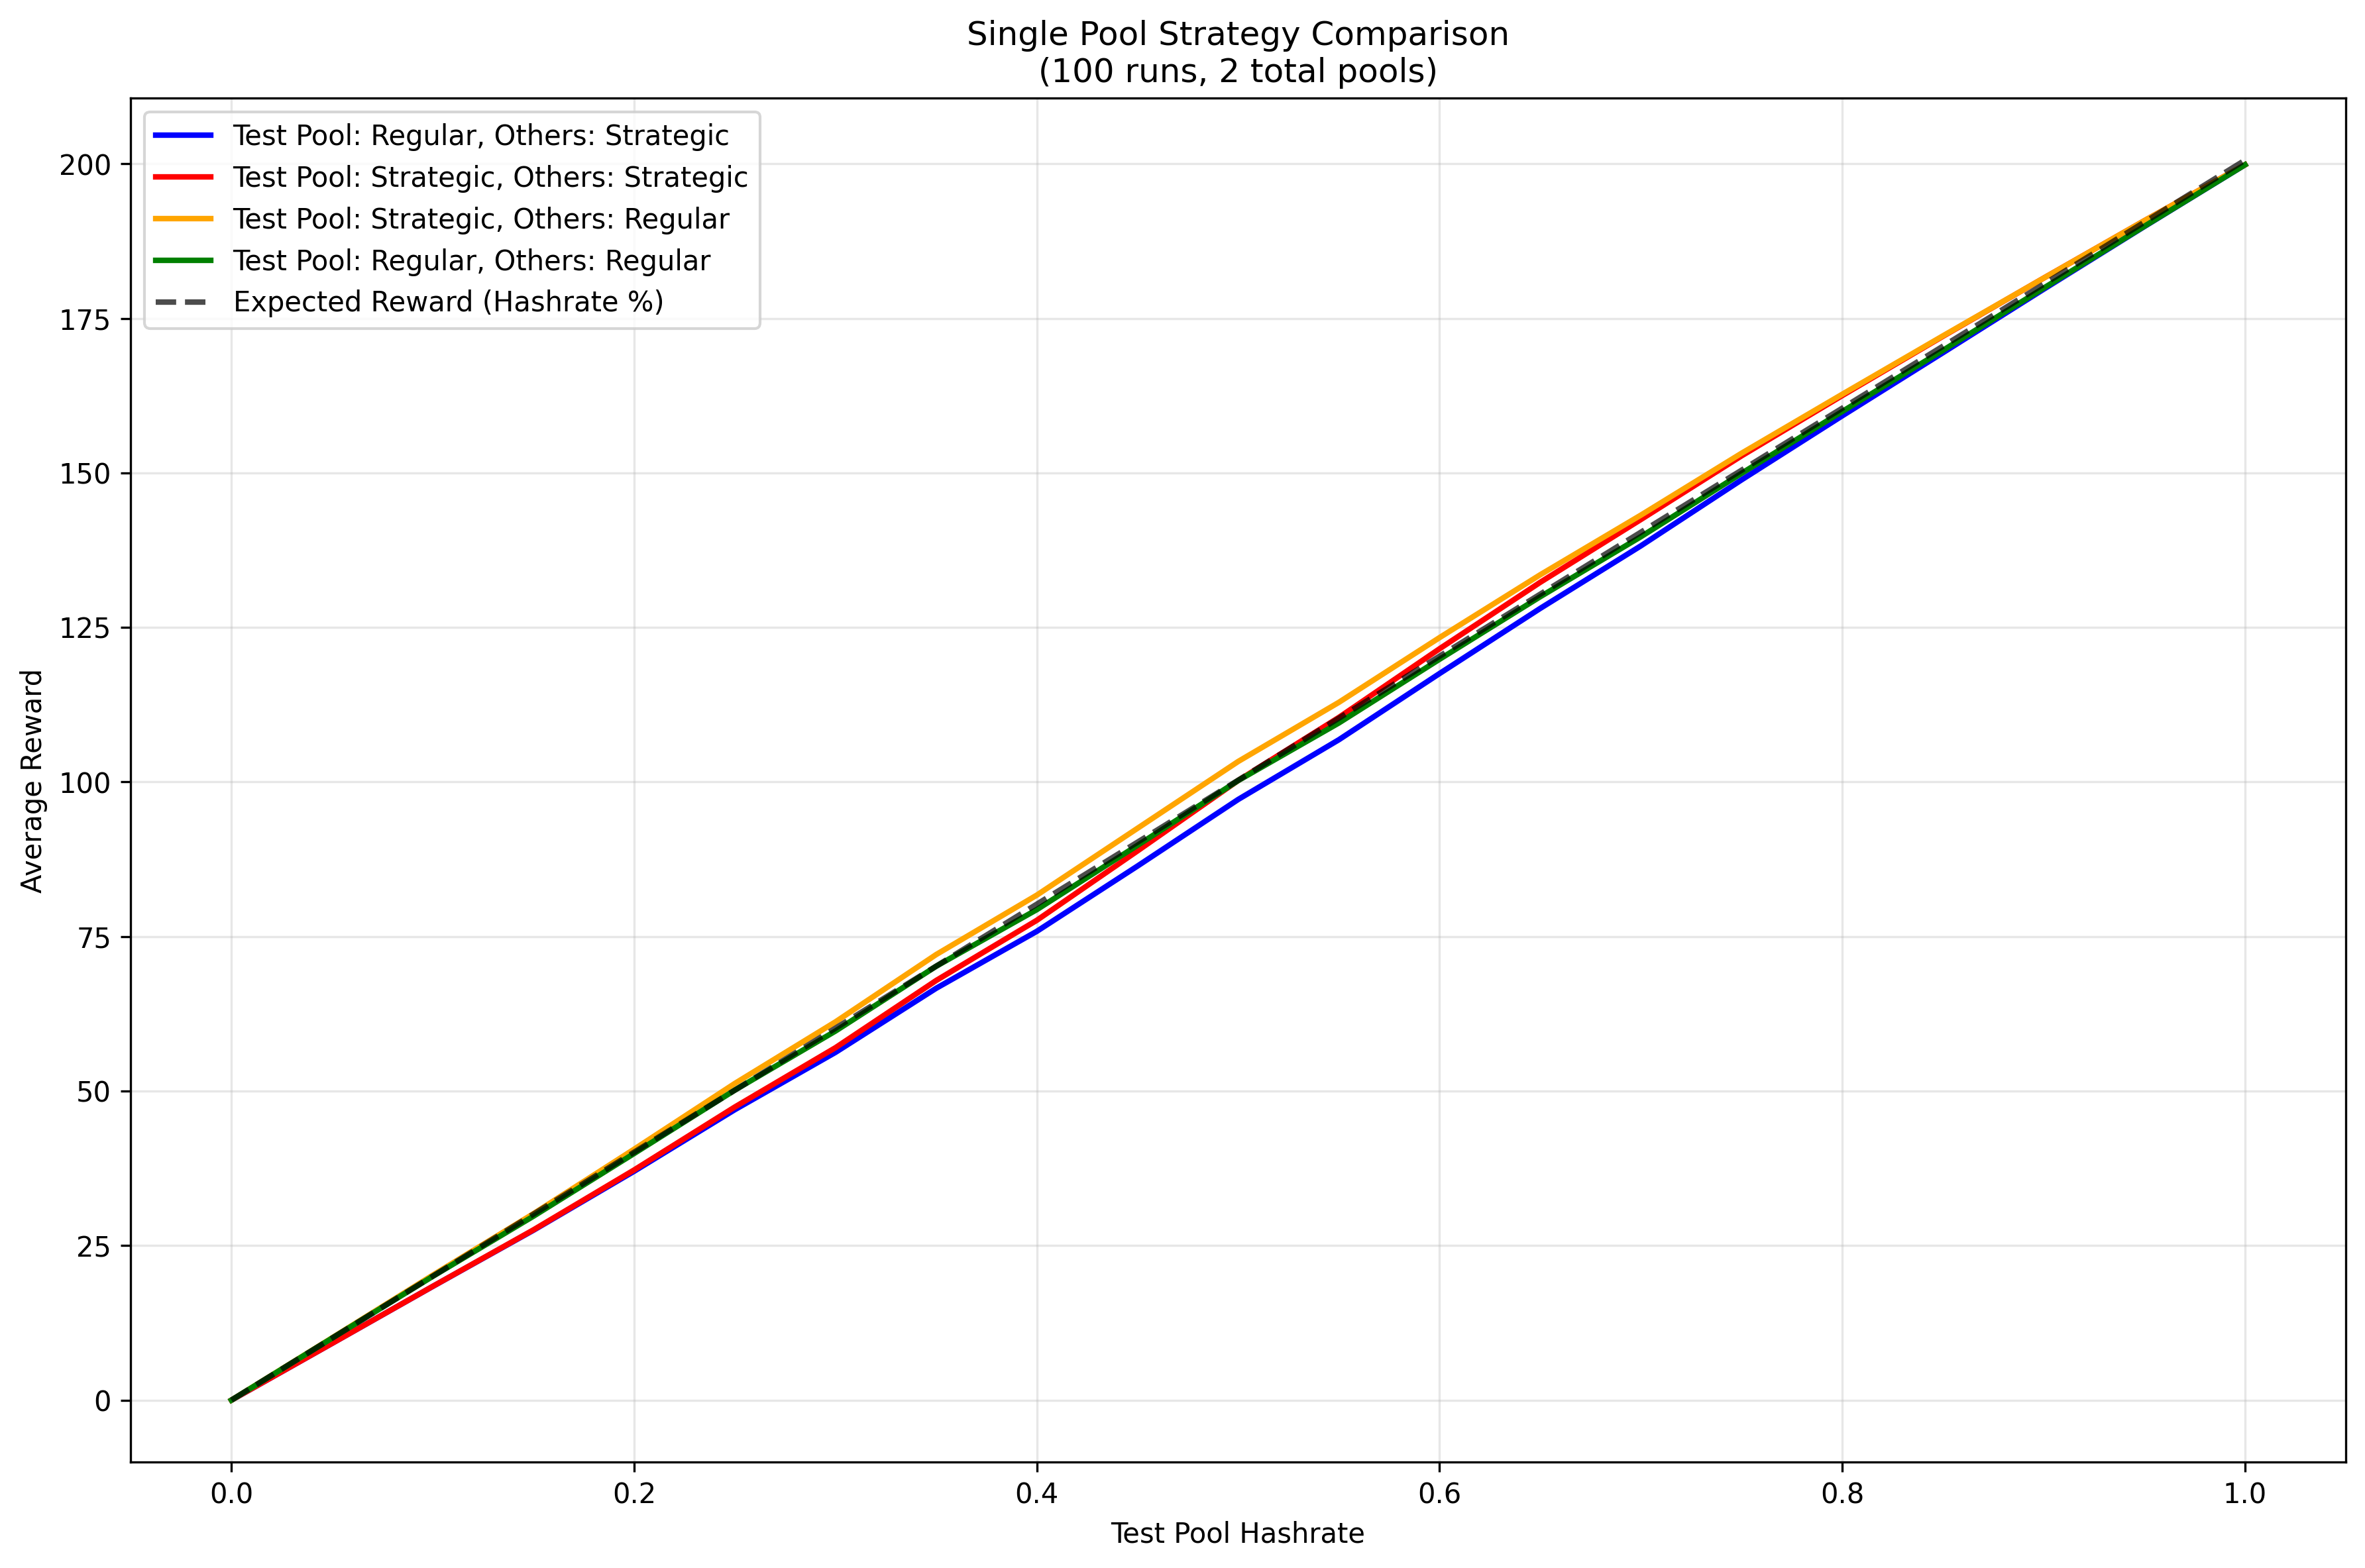 Single Pool Strategy Comparison
(100 runs, 2 total pools)
Test Pool: Regular, Others: Strategic
Test Pool: Strategic, Others: Strategic
Test Pool: Strategic, Others: Regular
Test Pool: Regular, Others: Regular
Expected Reward (Hashrate %)
Average Reward
200
175
150
125
100
75
50
25
0
0.0
0.2
0.4
0.6
0.8
1.0
Test Pool Hashrate